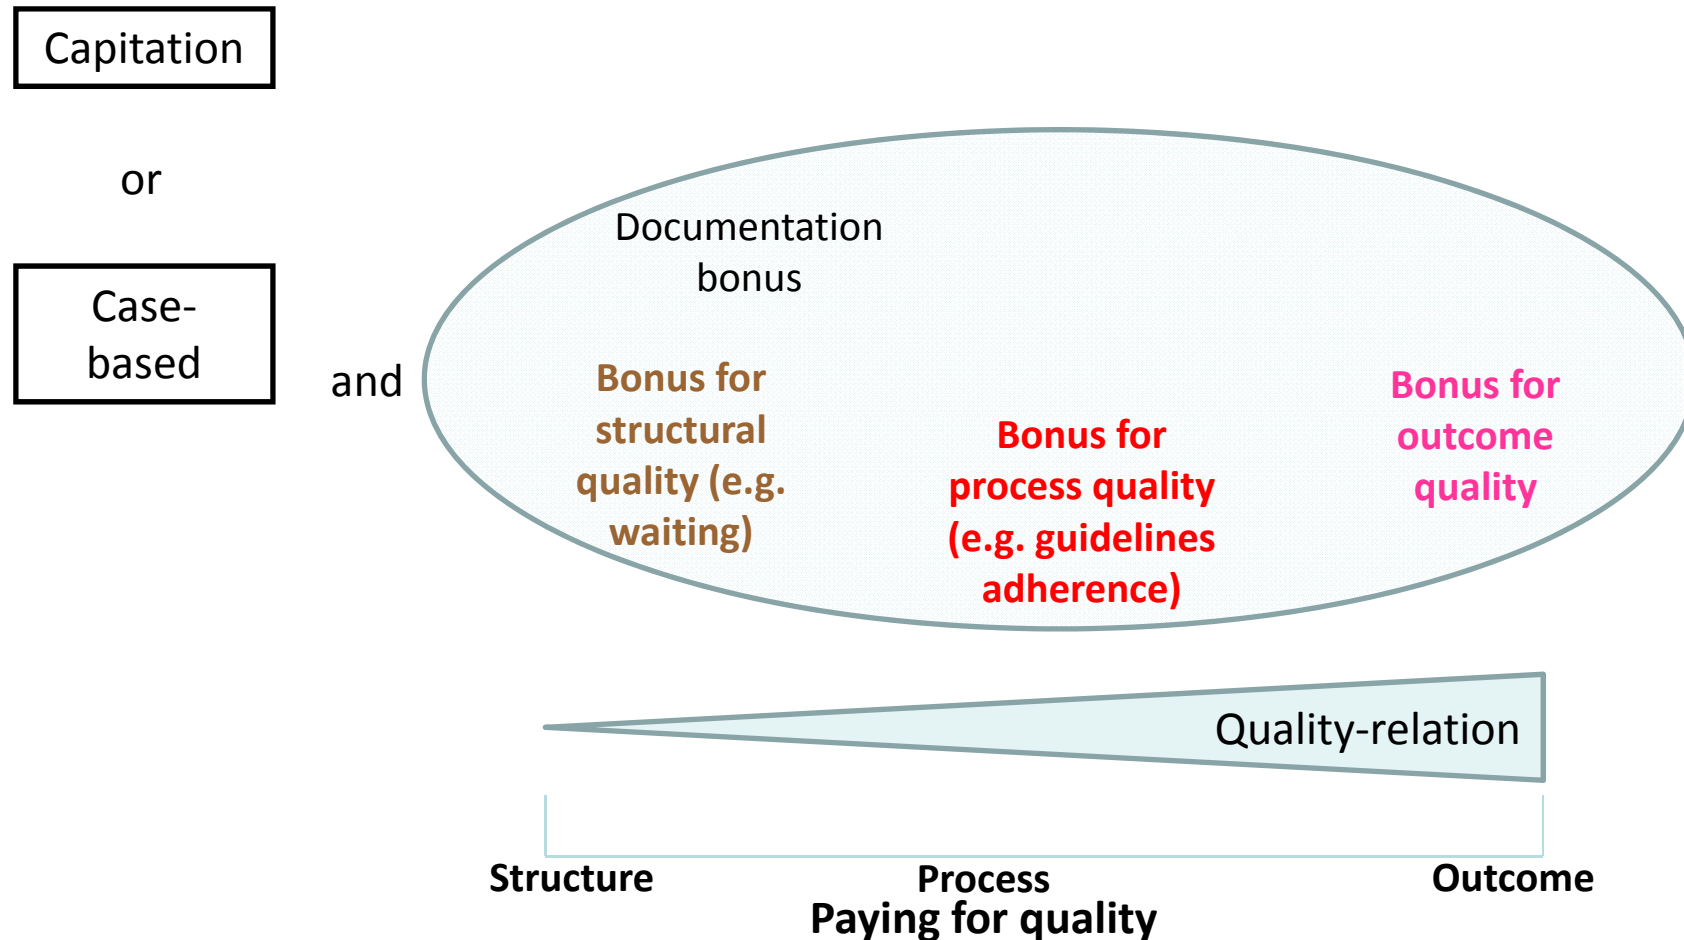 Capitation
or
Case-
based
and
Documentation
bonus
Bonus for
structural
quality (e.g.
waiting)
Bonus for
process quality
(e.g. guidelines
adherence)
Bonus for
outcome
quality
Quality-relation
Structure
Process
Outcome
Paying for quality